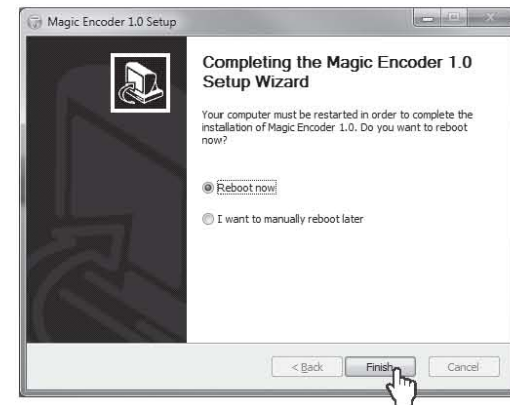 Magic Encoder 1.0 Setup
Completing the Magic Encoder 1.0
Setup Wizard
Your computer must be restarted in order to complete the
installation of Magic Encoder 1.0. Do you want to reboot
now?
Reboot now
I want to manually reboot later
< Back
Finish
Cancel